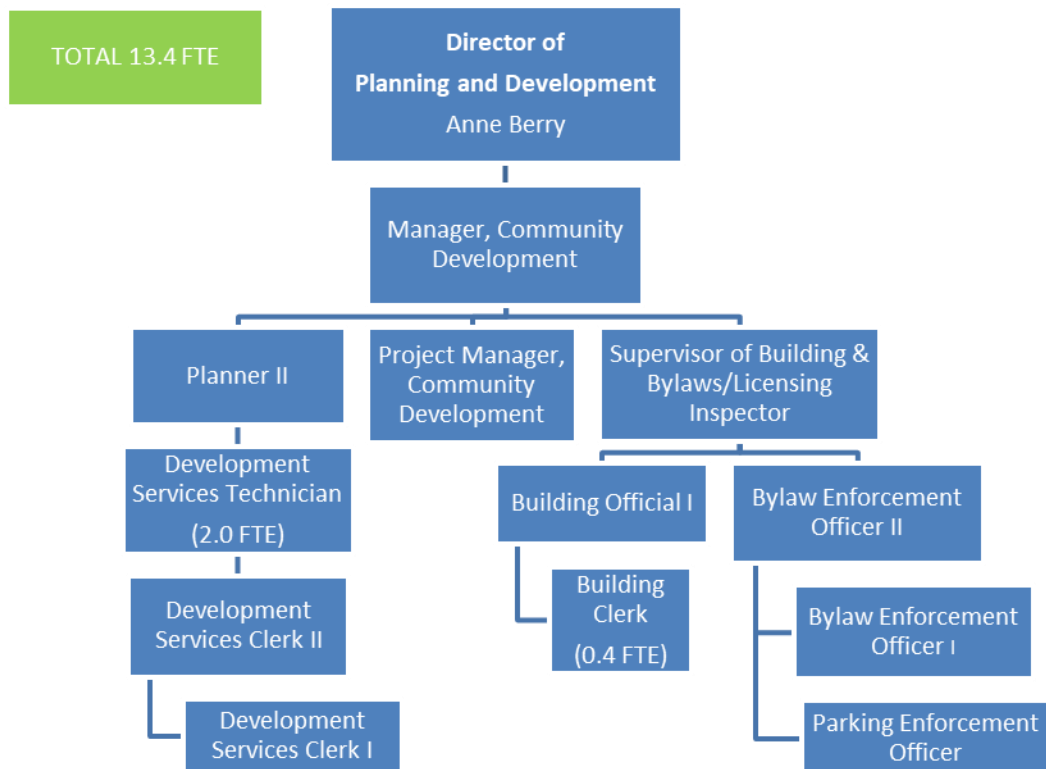 TOTAL 13.4 FTE
Director of
Planning and Development
Anne Berry
Manager, Community
Development
Planner II
Project Manager,
Community
Development
Supervisor of Building &
Bylaws/Licensing
Inspector
Development
Services Technician
(2.0 FTE)
Building Official I
Bylaw Enforcement
Officer II
Development
Services Clerk II
Building
Clerk
(0.4 FTE)
Bylaw Enforcement
Officer I
Development
Services Clerk I
Parking Enforcement
Officer